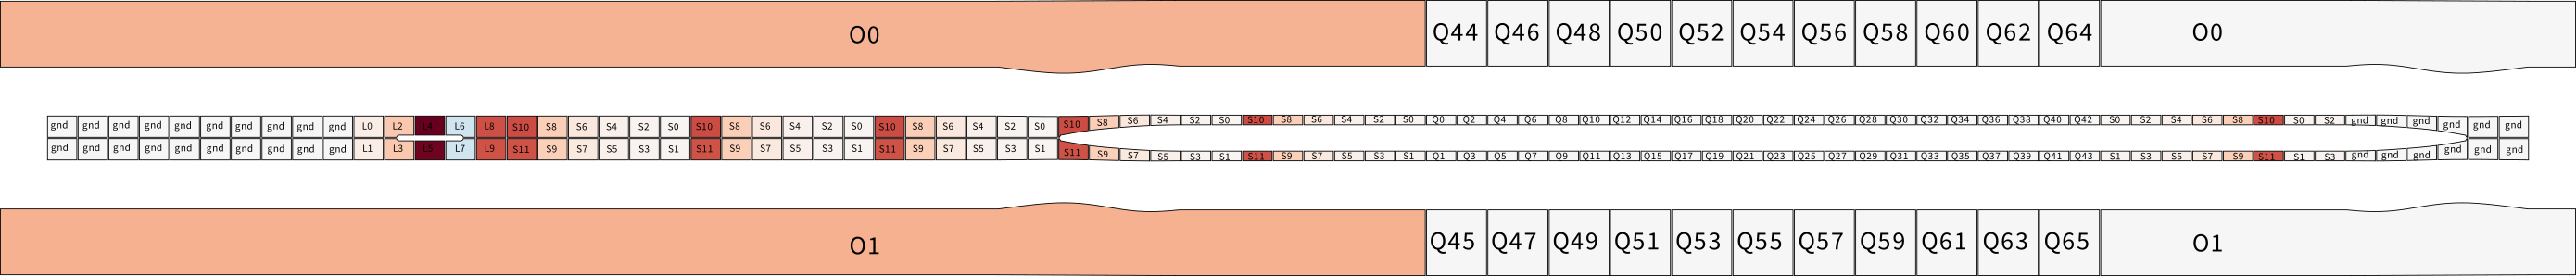 O0 Q44 Q46 Q48 Q50 Q52 Q54 Q56 Q58 Q60 Q62 Q64 O0
gnd gnd gnd gnd gnd gnd gnd gnd gnd gnd L0 L2 L4 L6 L8 S10 S8 S6 S4 S2 S0 S10 S8 S6 S4 S2 S0 S10 S8 S6 S4 S2 S0 S10 S8 S6 S4 S2 S0 S10 S8 S6 S4 S2 S0 Q0 Q2 Q4 Q6 Q8 Q10 Q12 Q14 Q16 Q18 Q20 Q22 Q24 Q26 Q28 Q30 Q32 Q34 Q36 Q38 Q40 Q42 S0 S2 S4 S6 S8 S10 S0 S2 gnd gnd gnd gnd gnd gnd
gnd gnd gnd gnd gnd gnd gnd gnd gnd gnd L1 L3 L5 L7 L9 S11 S9 S7 S5 S3 S1 S11 S9 S7 S5 S3 S1 S11 S9 S7 S5 S3 S1 S11 S9 S7 S5 S3 S1 S11 S9 S7 S5 S3 S1 Q1 Q3 Q5 Q7 Q9 Q11 Q13 Q15 Q17 Q19 Q21 Q23 Q25 Q27 Q29 Q31 Q33 Q35 Q37 Q39 Q41 Q43 S1 S3 S5 S7 S9 S11 S1 S3 gnd gnd gnd gnd gnd gnd
O1 Q45 Q47 Q49 Q51 Q53 Q55 Q57 Q59 Q61 Q63 Q65 O1